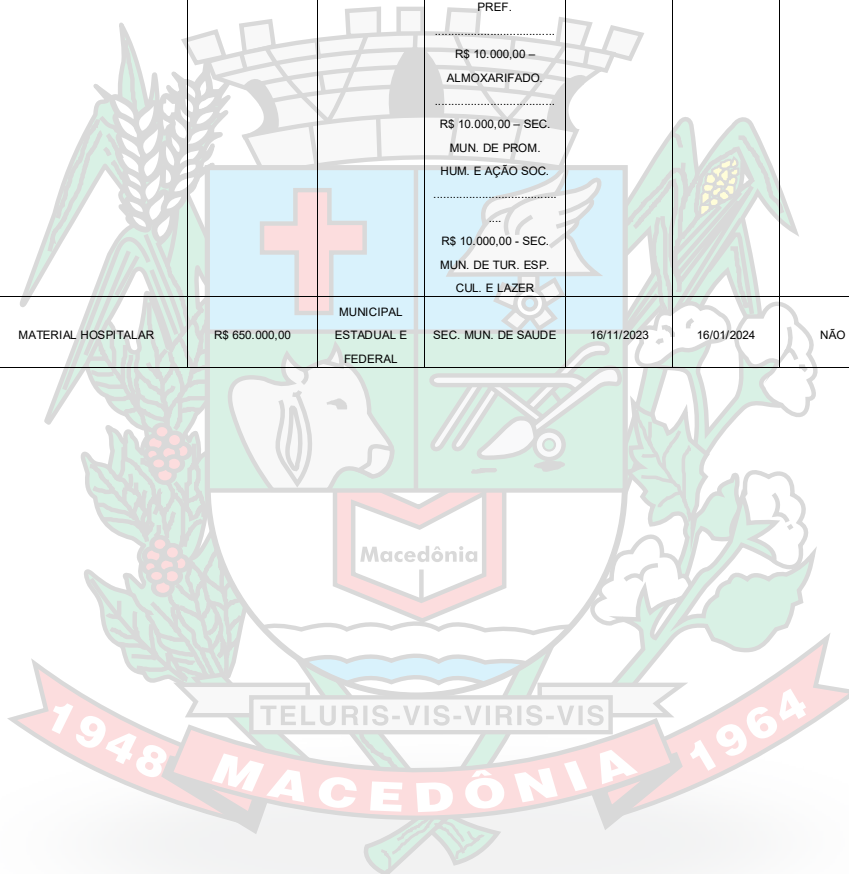 PREF.
....................................
R$ 10.000,00 –
ALMOXARIFADO.
....................................
R$ 10.000,00 – SEC.
MUN. DE PROM.
HUM. E AÇÃO SOC.
.....................................
....
R$ 10.000,00 - SEC.
MUN. DE TUR. ESP.
CUL. E LAZER
MATERIAL HOSPITALAR
R$ 650.000,00
MUNICIPAL
ESTADUAL E
FEDERAL
SEC. MUN. DE SAUDE
16/11/2023
16/01/2024
NÃO
Macedônia
TELURIS-VIS-VIRIS-VIS
1948
MACEDÔNIA
1964